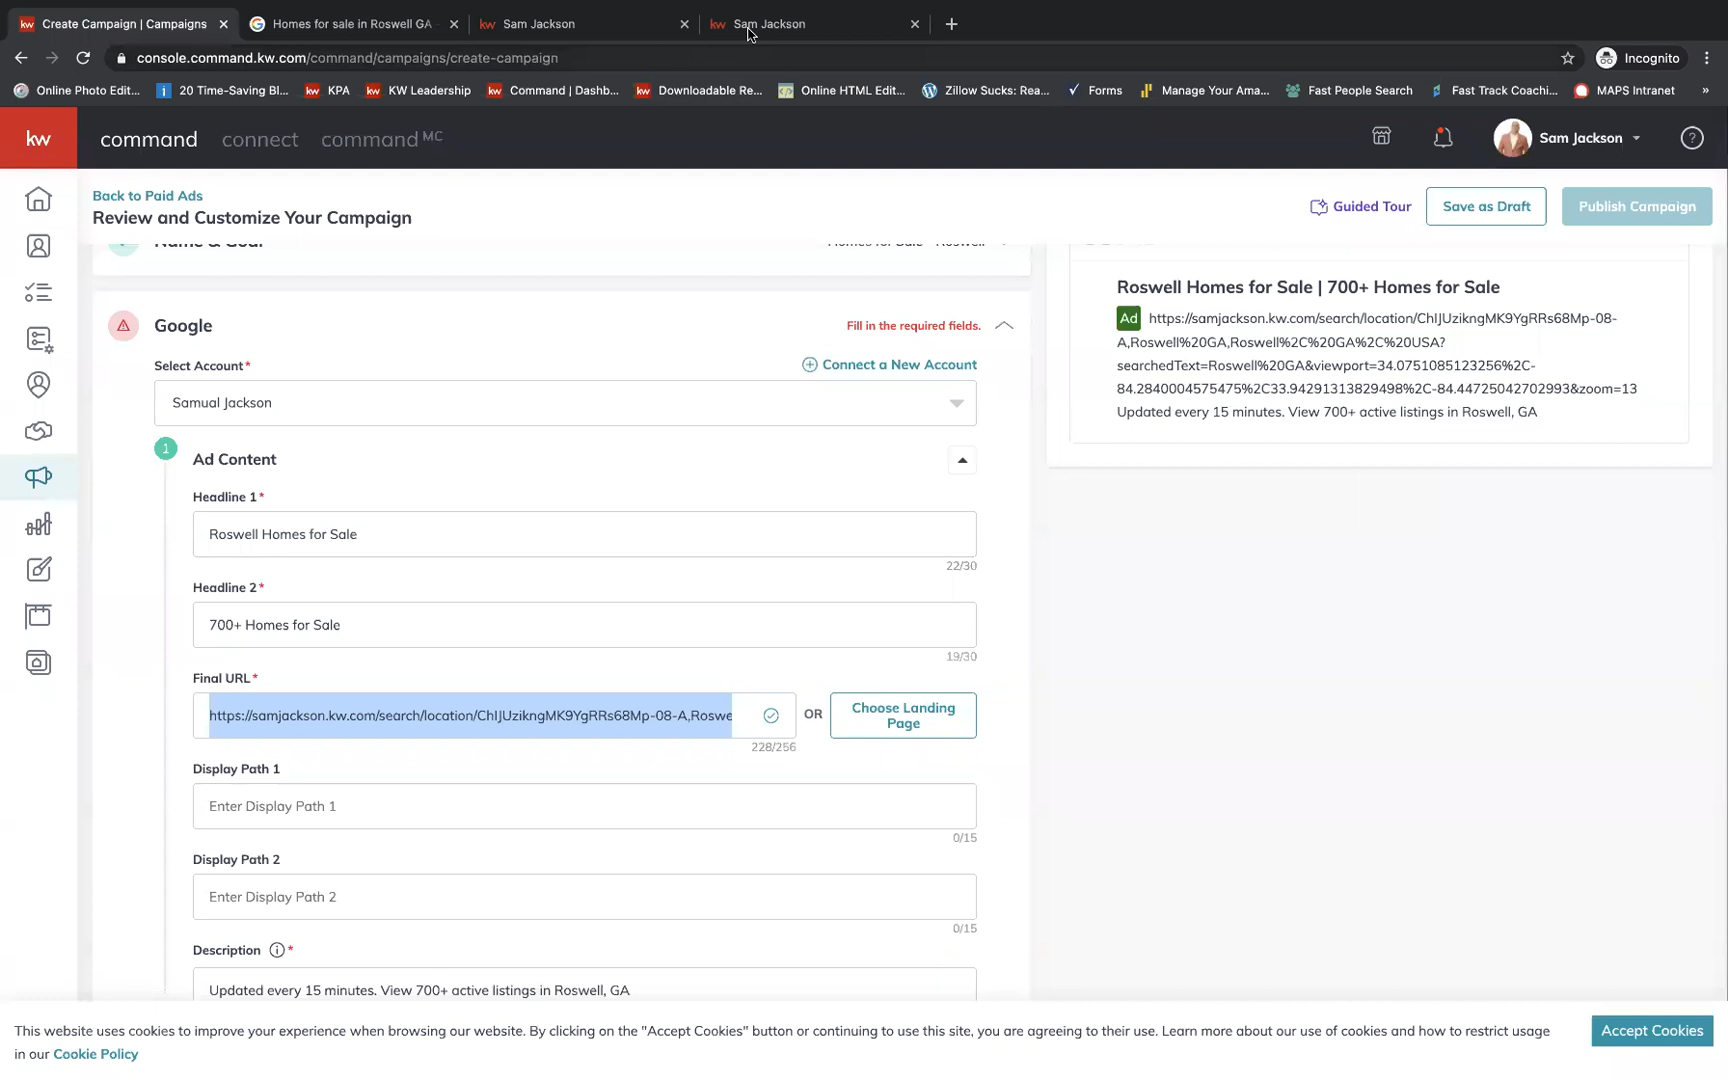 Create Campaign | Campaigns
Homes for sale in Roswell GA
kw Sam Jackson
kw Sam Jackson
console.command.kw.com/command/campaigns/create-campaign
Incognito
Online Photo Edit...
20 Time-Saving Bl...
kw KPA
kw KW Leadership
kw Command | Dashb...
kw Downloadable Re...
Online HTML Edit...
Zillow Sucks: Rea...
Forms
Manage Your Ama...
Fast People Search
Fast Track Coachi...
MAPS Intranet
»
kw
command
connect
command MC
Sam Jackson
?
Back to Paid Ads
Review and Customize Your Campaign
Guided Tour
Save as Draft
Publish Campaign
Name & Goal
Homes for Sale - Roswell
Google
Fill in the required fields.
Select Account*
Connect a New Account
Samual Jackson
1
Ad Content
Headline 1*
Roswell Homes for Sale
22/30
Headline 2*
700+ Homes for Sale
19/30
Final URL*
https://samjackson.kw.com/search/location/ChIJUzikngMK9YgRRs68Mp-08-A,Roswe
OR
Choose Landing
Page
228/256
Display Path 1
Enter Display Path 1
0/15
Display Path 2
Enter Display Path 2
0/15
Description *
Updated every 15 minutes. View 700+ active listings in Roswell, GA
Roswell Homes for Sale | 700+ Homes for Sale
Ad https://samjackson.kw.com/search/location/ChIJUzikngMK9YgRRs68Mp-08-
A,Roswell%20GA,Roswell%2C%20GA%2C%20USA?
searchedText=Roswell%20GA&viewport=34.0751085123256%2C-
84.2840004575475%2C33.94291313829498%2C-84.44725042702993&zoom=13
Updated every 15 minutes. View 700+ active listings in Roswell, GA
This website uses cookies to improve your experience when browsing our website. By clicking on the "Accept Cookies" button or continuing to use this site, you are agreeing to their use. Learn more about our use of cookies and how to restrict usage
in our Cookie Policy
Accept Cookies